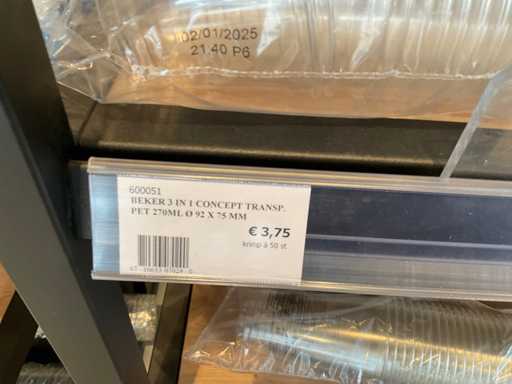 02/01/2025
21.40 P6
600051
BEKER 3 IN 1 CONCEPT TRANSP.
PET 270ML Ø 92 X 75 MM
€ 3,75
krimp à 50 st